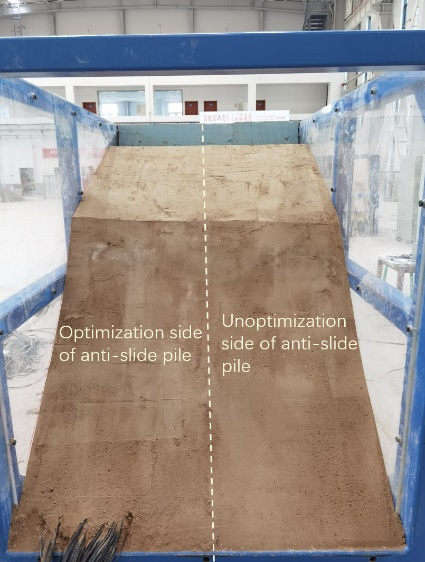 Optimization side
of anti-slide pile
Unoptimization
side of anti-slide
pile